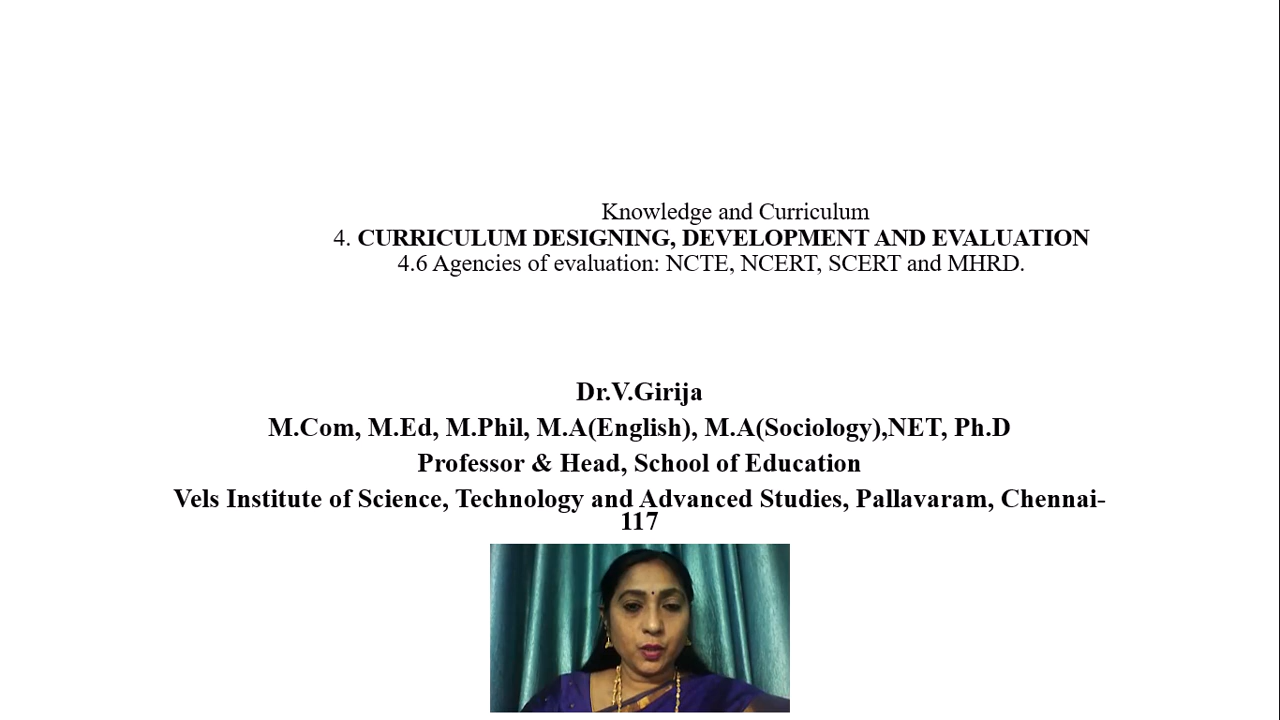 Knowledge and Curriculum
4. CURRICULUM DESIGNING, DEVELOPMENT AND EVALUATION
4.6 Agencies of evaluation: NCTE, NCERT, SCERT and MHRD.
Dr.V.Girija
M.Com, M.Ed, M.Phil, M.A(English), M.A(Sociology),NET, Ph.D
Professor & Head, School of Education
Vels Institute of Science, Technology and Advanced Studies, Pallavaram, Chennai-
117